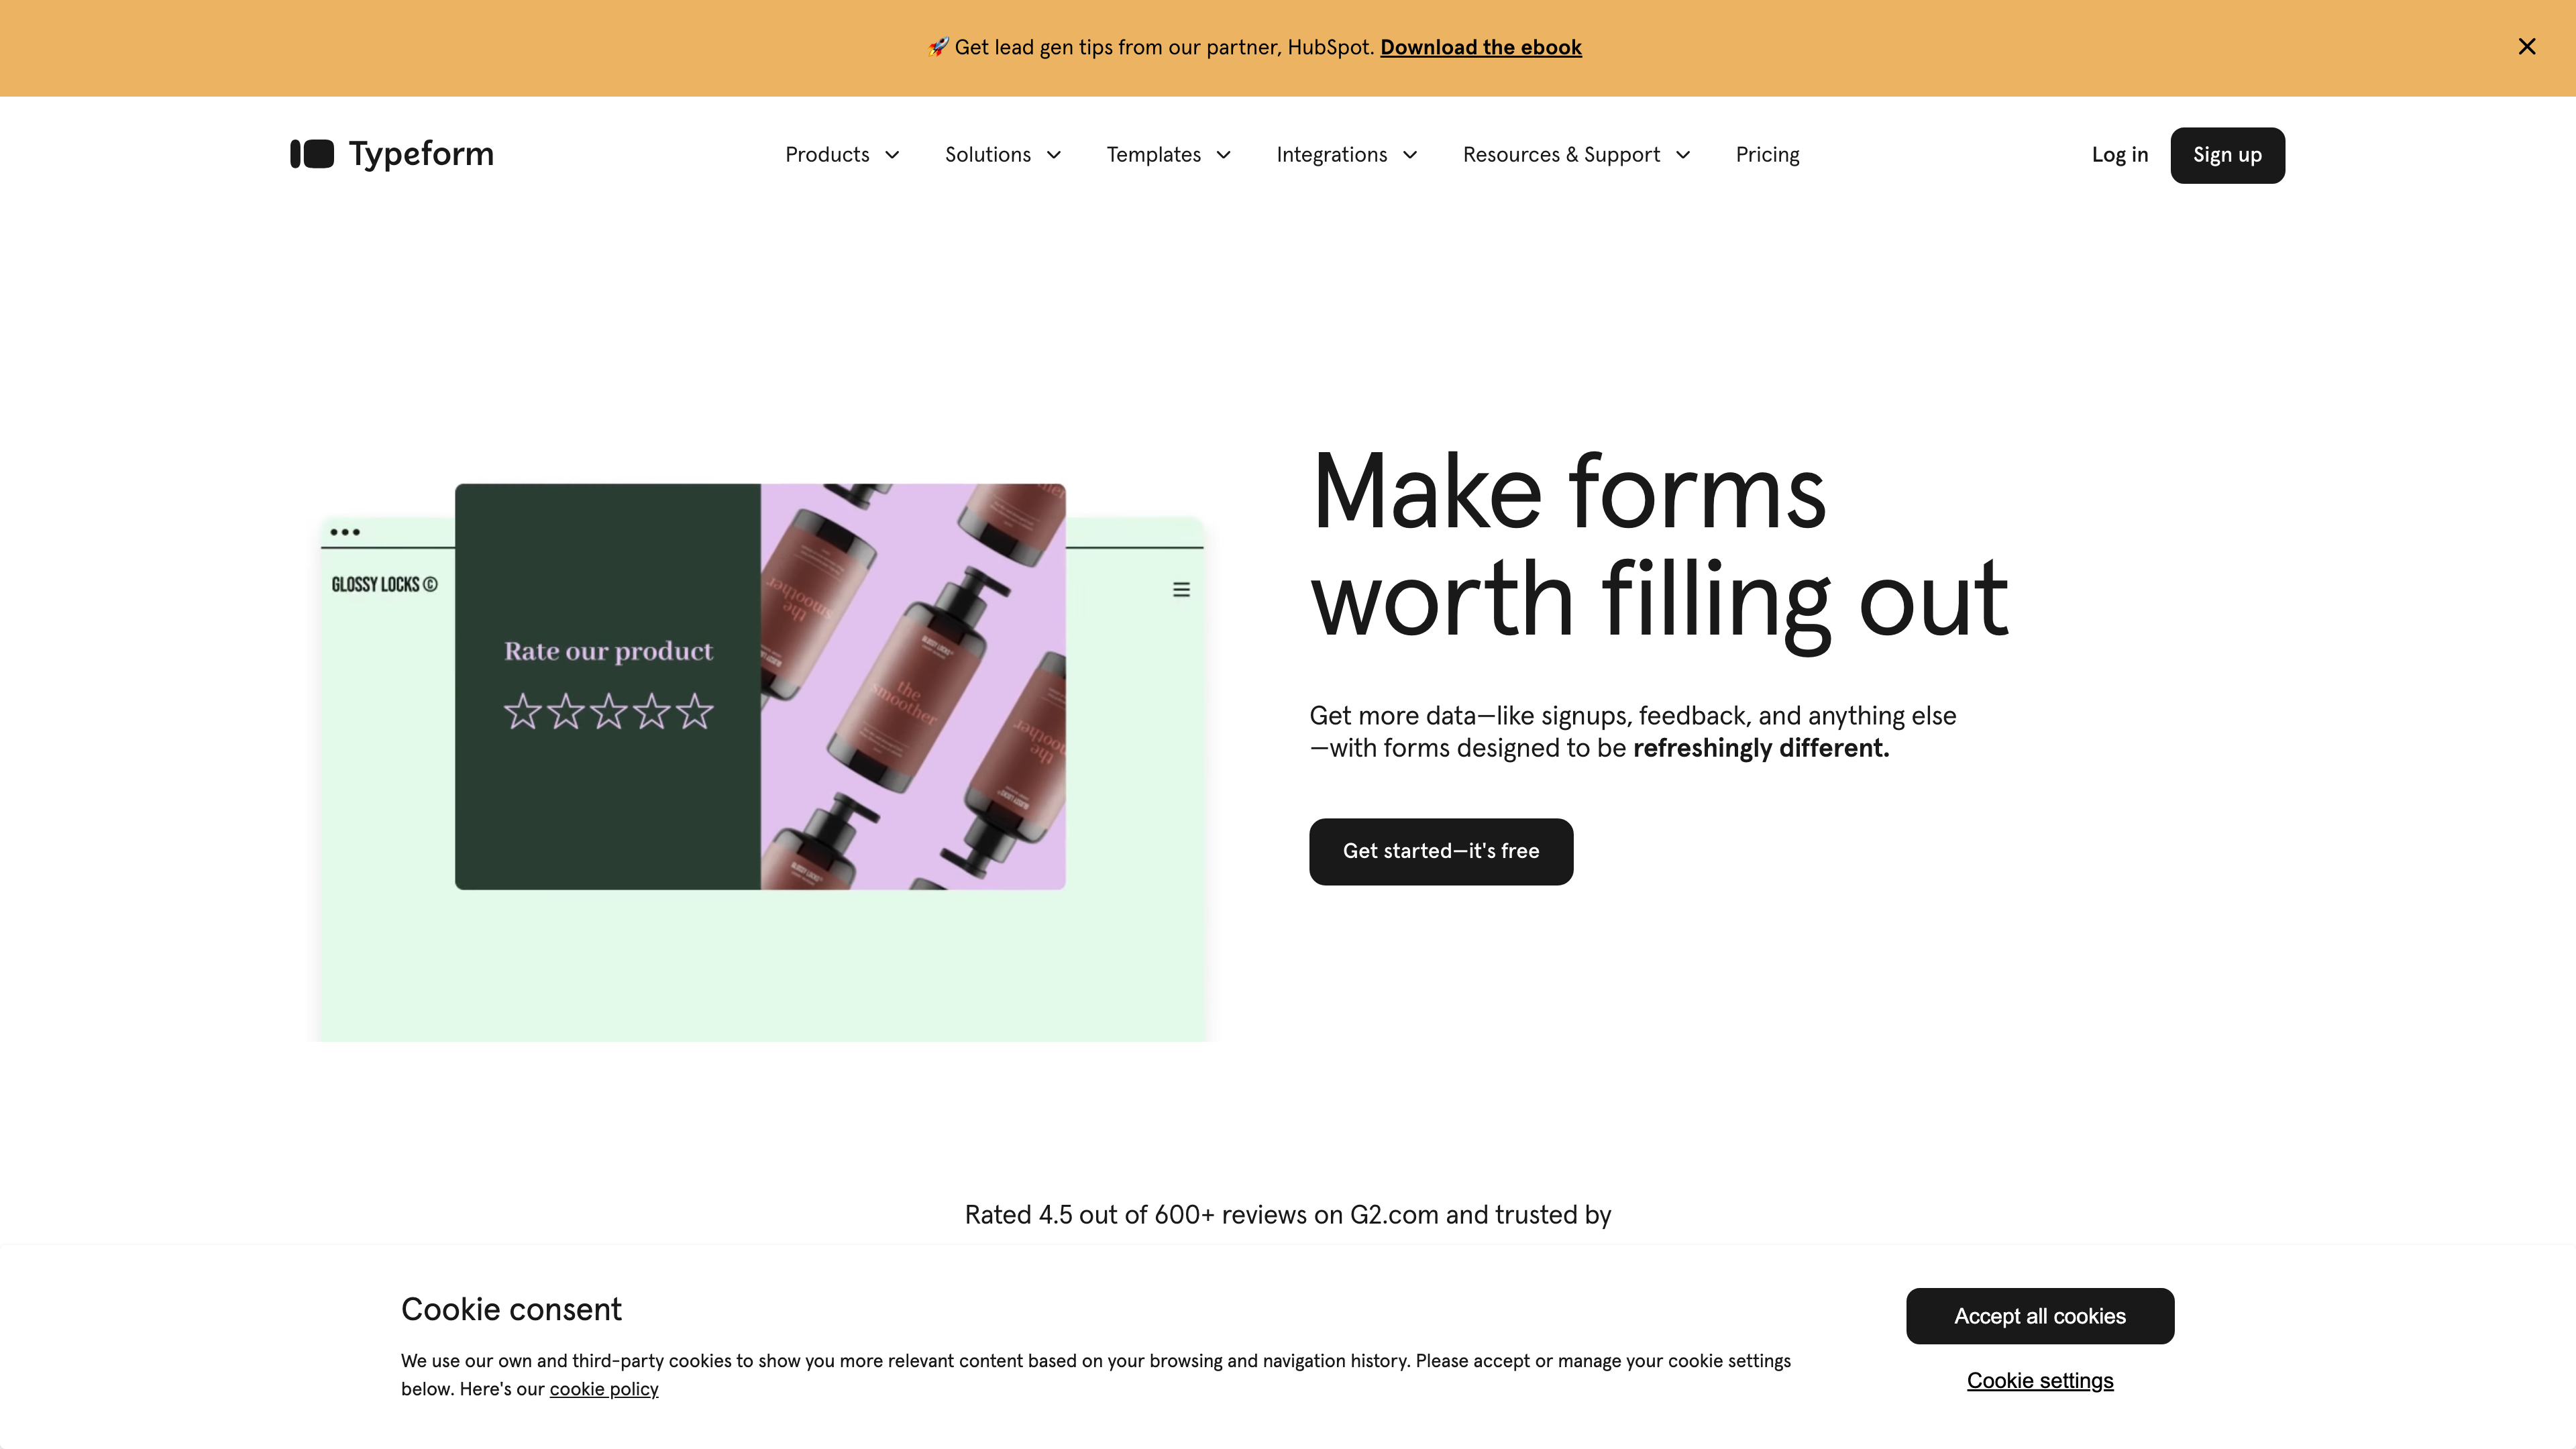 🚀 Get lead gen tips from our partner, HubSpot. Download the ebook
Typeform
Products
Solutions
Templates
Integrations
Resources & Support
Pricing
Log in
Sign up
GLOSSY LOCKS ©
Rate our product
the
smoother
the
smoother
the
Make forms
worth filling out
Get more data—like signups, feedback, and anything else
—with forms designed to be refreshingly different.
Get started—it's free
Rated 4.5 out of 600+ reviews on G2.com and trusted by
Cookie consent
We use our own and third-party cookies to show you more relevant content based on your browsing and navigation history. Please accept or manage your cookie settings
below. Here's our cookie policy
Accept all cookies
Cookie settings